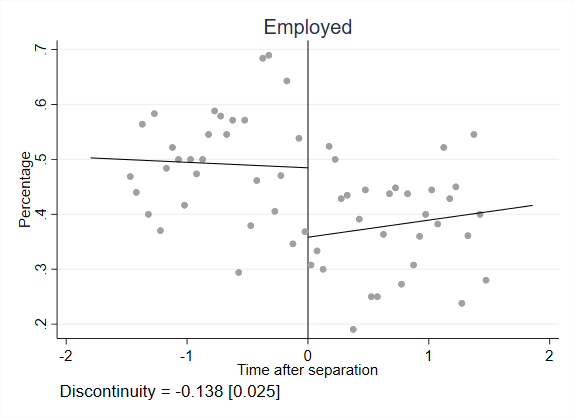 Employed
Percentage
.7
.6
.5
.4
.3
.2
-2 -1 0 1 2
Time after separation
Discontinuity = -0.138 [0.025]